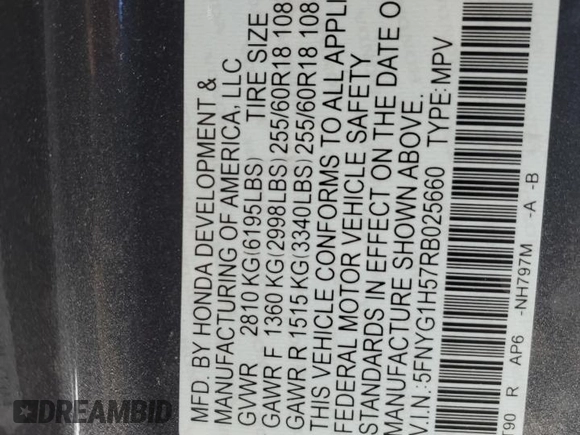 MFD. BY HONDA DEVELOPMENT &
MANUFACTURING OF AMERICA, LLC
GVWR 2810 KG(6195LBS) TIRE SIZE
GAWR F 1360 KG(2998LBS) 255/60R18 108
GAWR R 1515 KG(3340LBS) 255/60R18 108
THIS VEHICLE CONFORMS TO ALL APPLI
FEDERAL MOTOR VEHICLE SAFETY
STANDARDS IN EFFECT ON THE DATE O
MANUFACTURE SHOWN ABOVE.
V.I.N.:5FNYG1H57RB025660 TYPE:MPV
T90 R AP6 -NH797M -A -B
DREAMBID